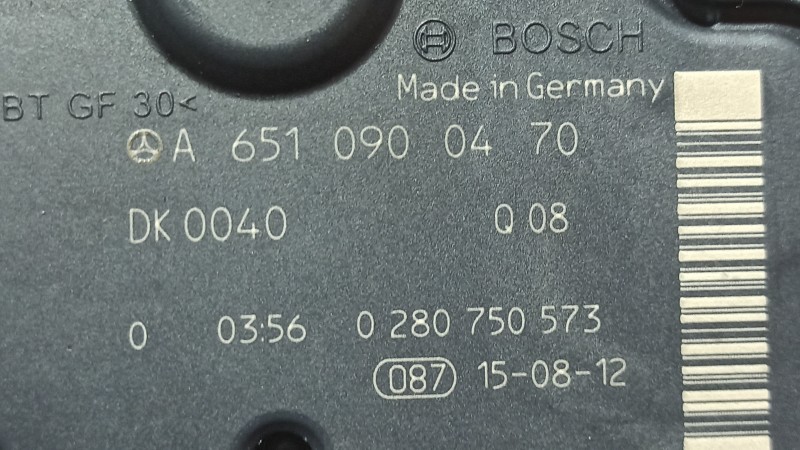 BOSCH
Made in Germany
BT GF 30<
A 651 090 04 70
DK 0040 Q 08
0 03:56 0 280 750 573
087 15-08-12